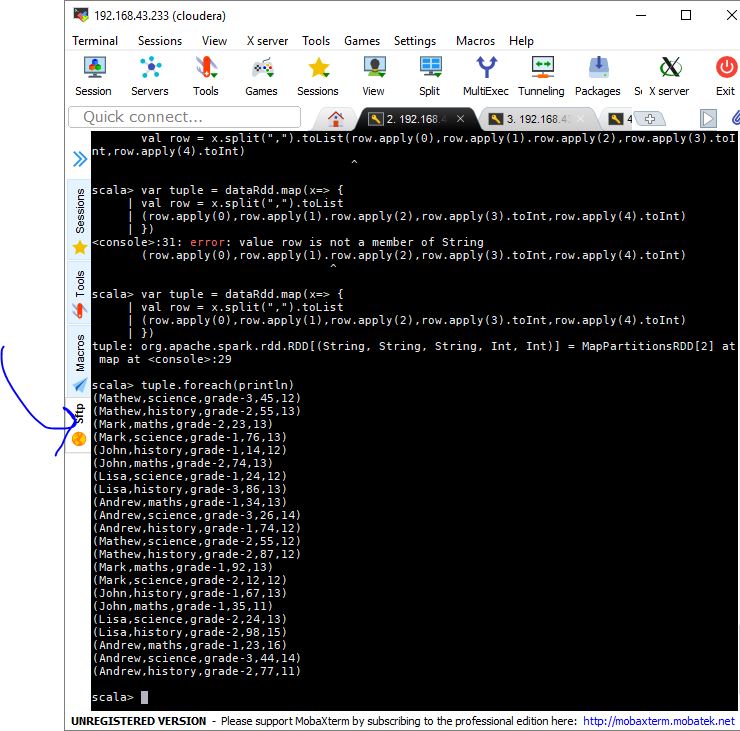 192.168.43.233 (cloudera)
Terminal Sessions View X server Tools Games Settings Macros Help
Session Servers Tools Games Sessions View Split MultiExec Tunneling Packages Se X server Exit
Quick connect...
2. 192.168.4 3. 192.168.4 4
Sessions
Tools
Macros
Sftp
val row = x.split(",").toList(row.apply(0),row.apply(1).row.apply(2),row.apply(3).toI
nt,row.apply(4).toInt)
^
scala> var tuple = dataRdd.map(x=> {
| val row = x.split(",").toList
| (row.apply(0),row.apply(1).row.apply(2),row.apply(3).toInt,row.apply(4).toInt)
| })
<console>:31: error: value row is not a member of String
(row.apply(0),row.apply(1).row.apply(2),row.apply(3).toInt,row.apply(4).toInt)
^
scala> var tuple = dataRdd.map(x=> {
| val row = x.split(",").toList
| (row.apply(0),row.apply(1),row.apply(2),row.apply(3).toInt,row.apply(4).toInt)
| })
tuple: org.apache.spark.rdd.RDD[(String, String, String, Int, Int)] = MapPartitionsRDD[2] at
map at <console>:29
scala> tuple.foreach(println)
(Mathew,science,grade-3,45,12)
(Mathew,history,grade-2,55,13)
(Mark,maths,grade-2,23,13)
(Mark,science,grade-1,76,13)
(John,history,grade-1,14,12)
(John,maths,grade-2,74,13)
(Lisa,science,grade-1,24,12)
(Lisa,history,grade-3,86,13)
(Andrew,maths,grade-1,34,13)
(Andrew,science,grade-3,26,14)
(Andrew,history,grade-1,74,12)
(Mathew,science,grade-2,55,12)
(Mathew,history,grade-2,87,12)
(Mark,maths,grade-1,92,13)
(Mark,science,grade-2,12,12)
(John,history,grade-1,67,13)
(John,maths,grade-1,35,11)
(Lisa,science,grade-2,24,13)
(Lisa,history,grade-2,98,15)
(Andrew,maths,grade-1,23,16)
(Andrew,science,grade-3,44,14)
(Andrew,history,grade-2,77,11)
scala>
UNREGISTERED VERSION - Please support MobaXterm by subscribing to the professional edition here: http://mobaxterm.mobatek.net